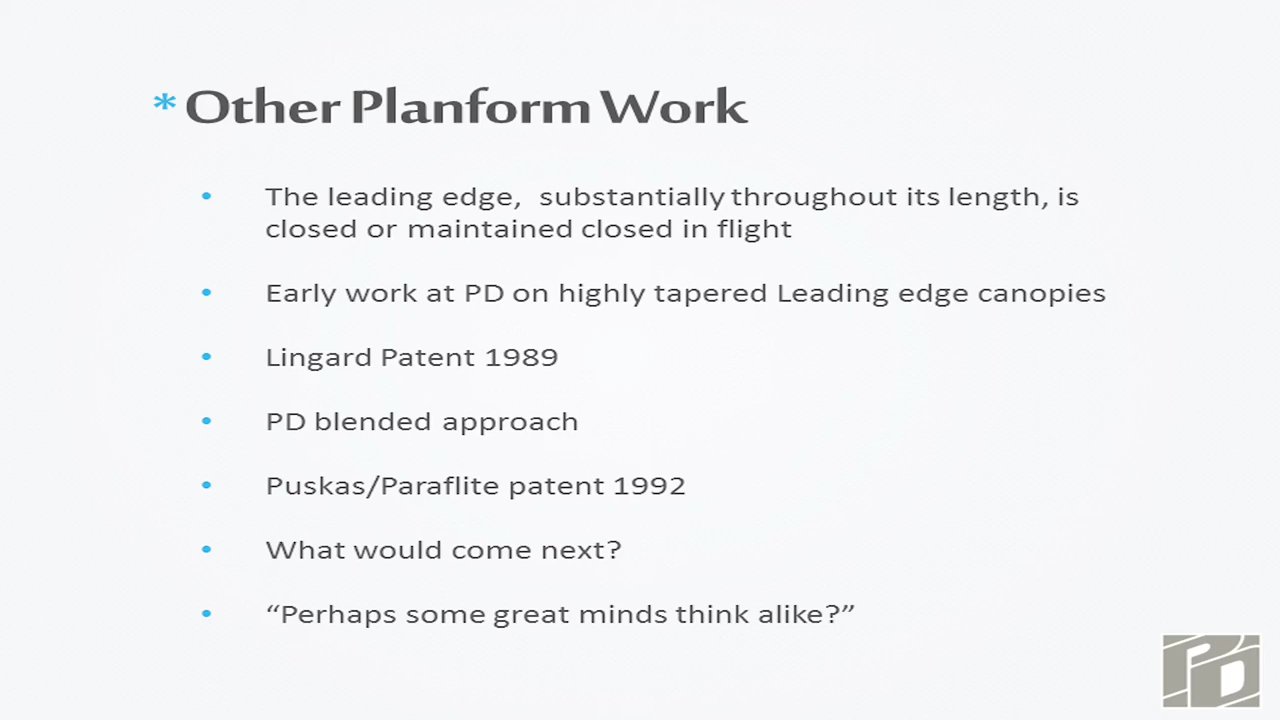 * Other Planform Work
• The leading edge, substantially throughout its length, is
closed or maintained closed in flight
• Early work at PD on highly tapered Leading edge canopies
• Lingard Patent 1989
• PD blended approach
• Puskas/Paraflite patent 1992
• What would come next?
• “Perhaps some great minds think alike?”
PD